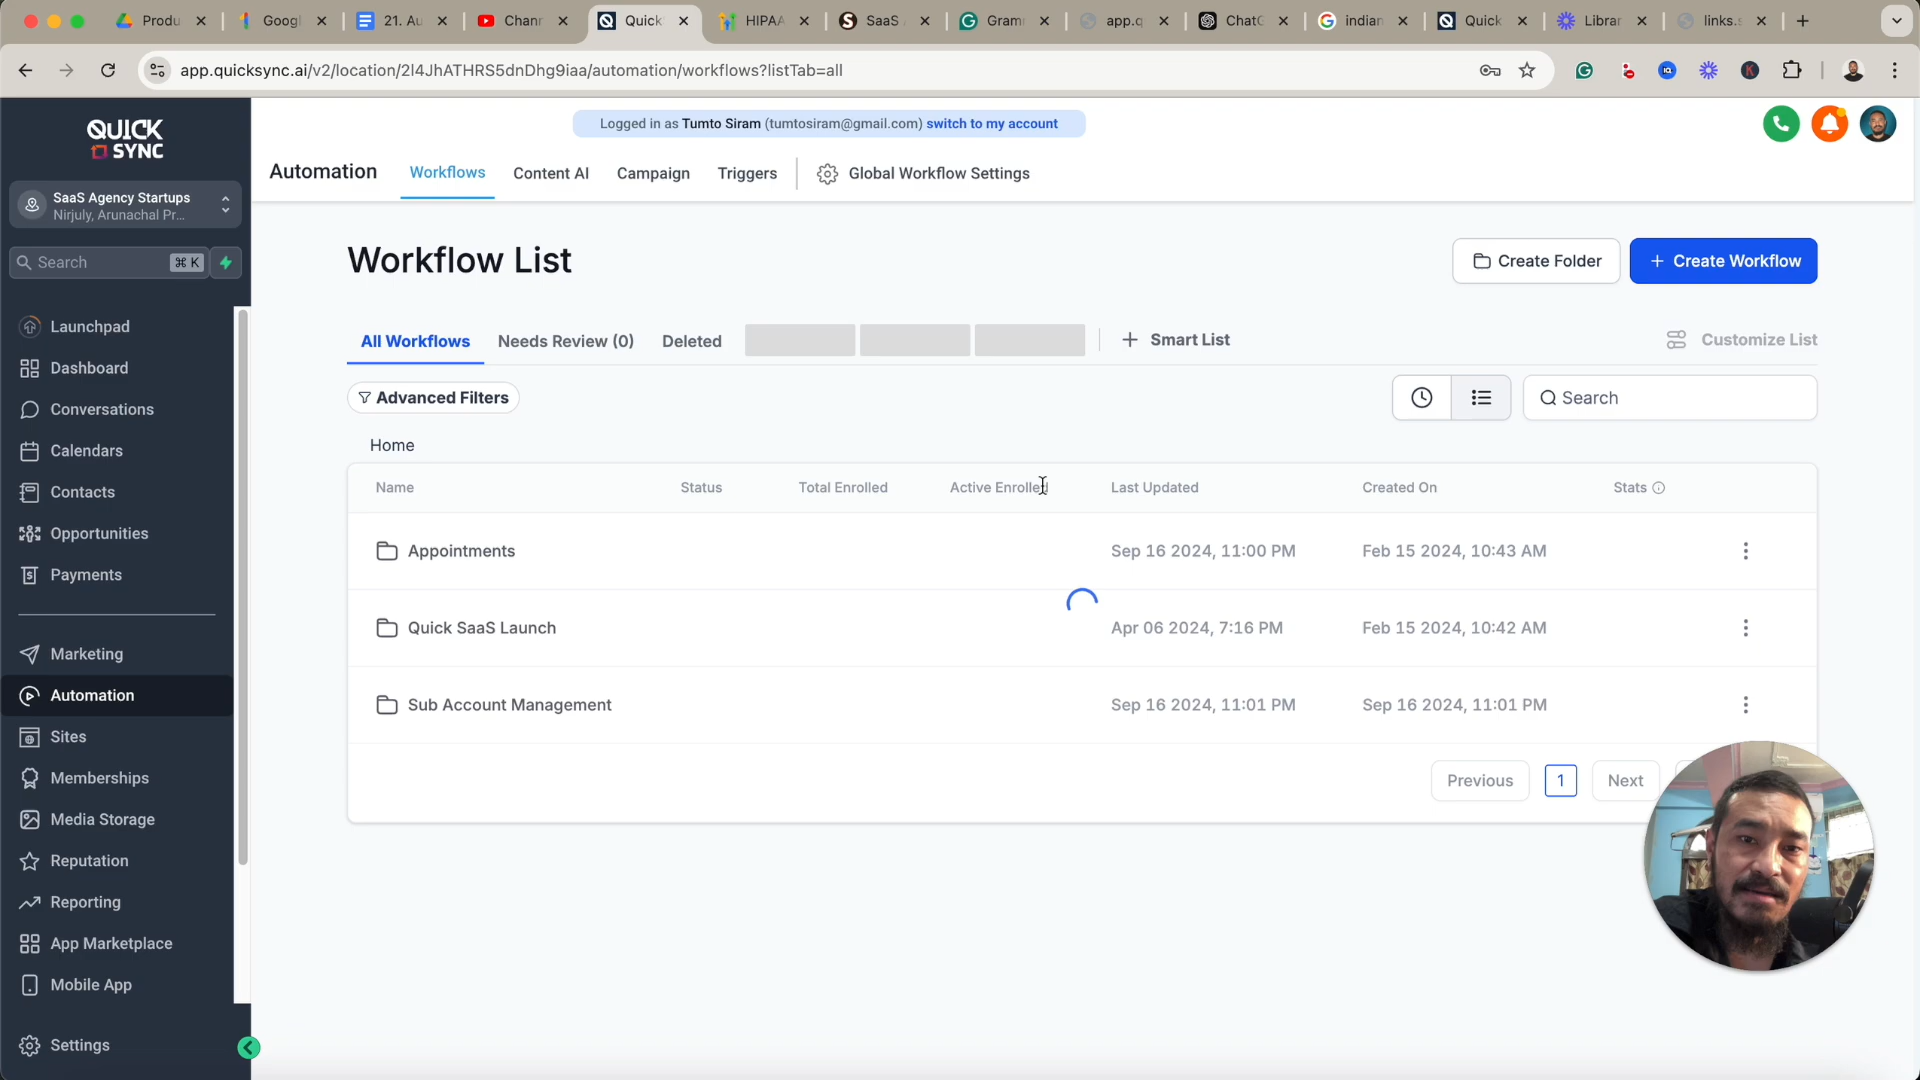 Produ
Googl
21. Au
Chann
Quick
HIPAA
SaaS
Gramr
app.q
ChatG
indian
Quick
Librar
links.s
app.quicksync.ai/v2/location/2l4JhATHRS5dnDhg9iaa/automation/workflows?listTab=all
QUICK
SYNC
Logged in as Tumto Siram (tumtosiram@gmail.com) switch to my account
Automation
Workflows
Content AI
Campaign
Triggers
Global Workflow Settings
SaaS Agency Startups
Nirjuly, Arunachal Pr...
Search
⌘ K
Launchpad
Dashboard
Conversations
Calendars
Contacts
Opportunities
Payments
Marketing
Automation
Sites
Memberships
Media Storage
Reputation
Reporting
App Marketplace
Mobile App
Settings
Workflow List
Create Folder
+ Create Workflow
All Workflows
Needs Review (0)
Deleted
+ Smart List
Customize List
Advanced Filters
Search
Home
Name Status Total Enrolled Active Enrolled Last Updated Created On Stats
Appointments Sep 16 2024, 11:00 PM Feb 15 2024, 10:43 AM
Quick SaaS Launch Apr 06 2024, 7:16 PM Feb 15 2024, 10:42 AM
Sub Account Management Sep 16 2024, 11:01 PM Sep 16 2024, 11:01 PM
Previous 1 Next